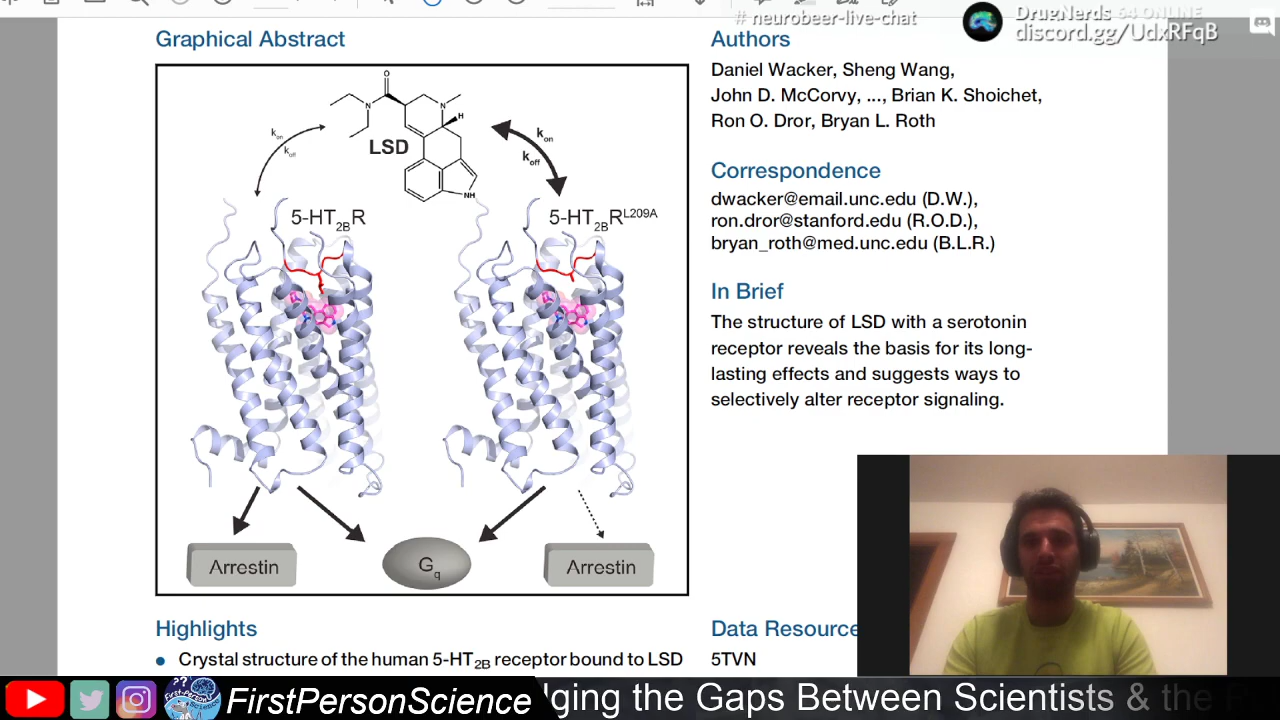 # neurobeer-live-chat
DrugNerds 64 ONLINE
discord.gg/UdxRFqB
Graphical Abstract
O
N
N
H
NH
LSD
kon
koff
kon
koff
5-HT2BR
5-HT2BRL209A
Arrestin
Gq
Arrestin
Authors
Daniel Wacker, Sheng Wang,
John D. McCorvy, ..., Brian K. Shoichet,
Ron O. Dror, Bryan L. Roth
Correspondence
dwacker@email.unc.edu (D.W.),
ron.dror@stanford.edu (R.O.D.),
bryan_roth@med.unc.edu (B.L.R.)
In Brief
The structure of LSD with a serotonin
receptor reveals the basis for its long-
lasting effects and suggests ways to
selectively alter receptor signaling.
Highlights
Crystal structure of the human 5-HT2B receptor bound to LSD
Data Resource
5TVN
FirstPersonScience
dging the Gaps Between Scientists & the